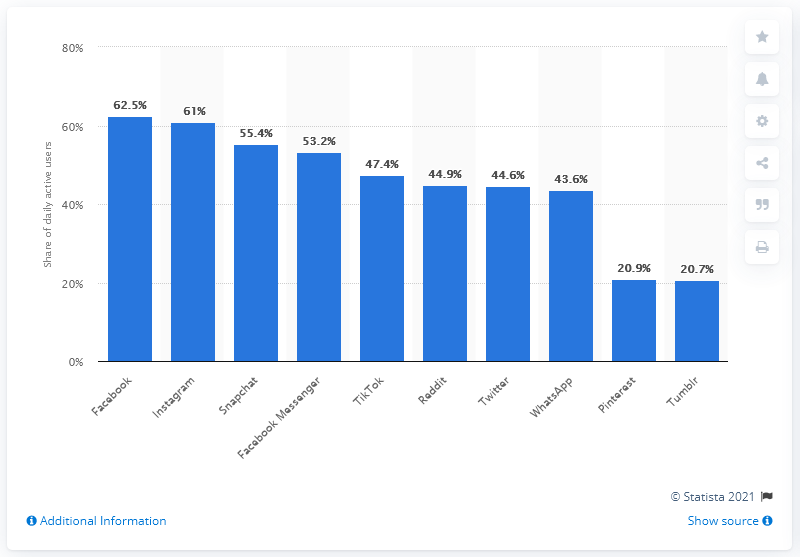 80%
60%
40%
20%
0%
Share of daily active users
62.5%
61%
55.4%
53.2%
47.4%
44.9%
44.6%
43.6%
20.9%
20.7%
Facebook
Instagram
Snapchat
Facebook Messenger
TikTok
Reddit
Twitter
WhatsApp
Pinterest
Tumblr
© Statista 2021
Additional Information
Show source